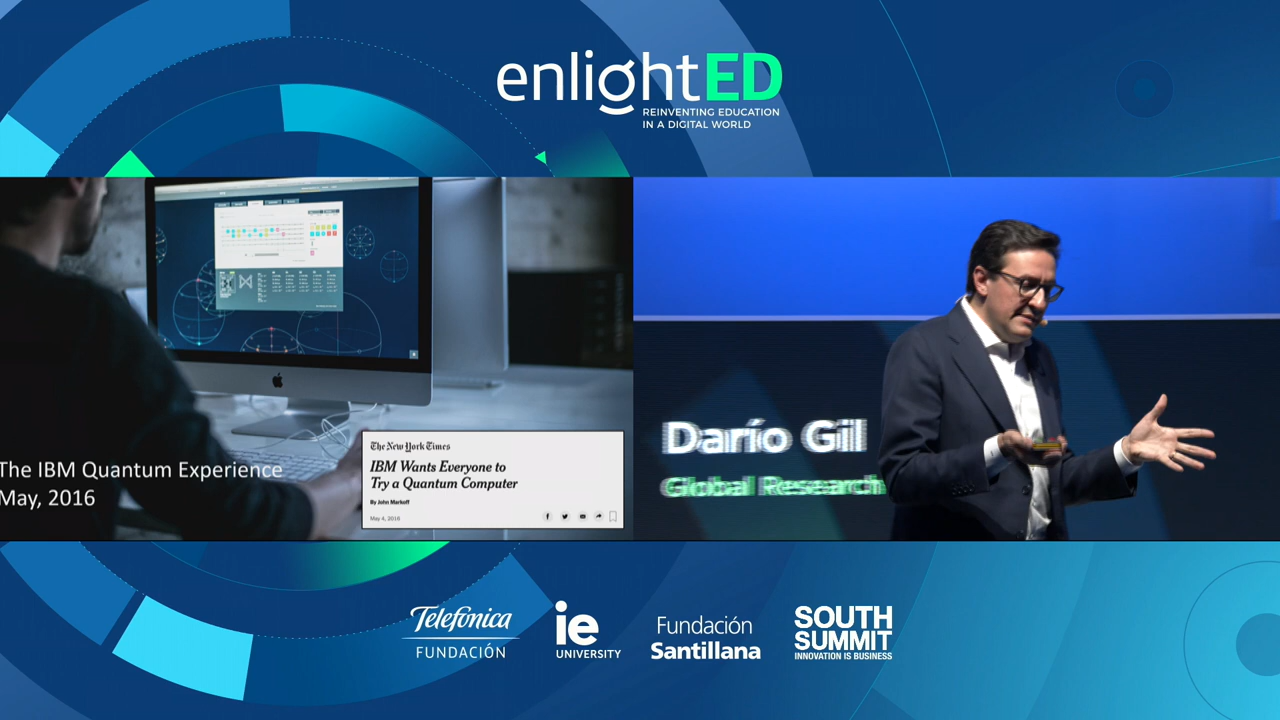 enlightED
REINVENTING EDUCATION
IN A DIGITAL WORLD
The IBM Quantum Experience
May, 2016
The New York Times
IBM Wants Everyone to
Try a Quantum Computer
By John Markoff
May 4, 2016
Darío Gil
Global Research
Telefónica
FUNDACIÓN
ie
UNIVERSITY
Fundación
Santillana
SOUTH
SUMMIT
INNOVATION IS BUSINESS